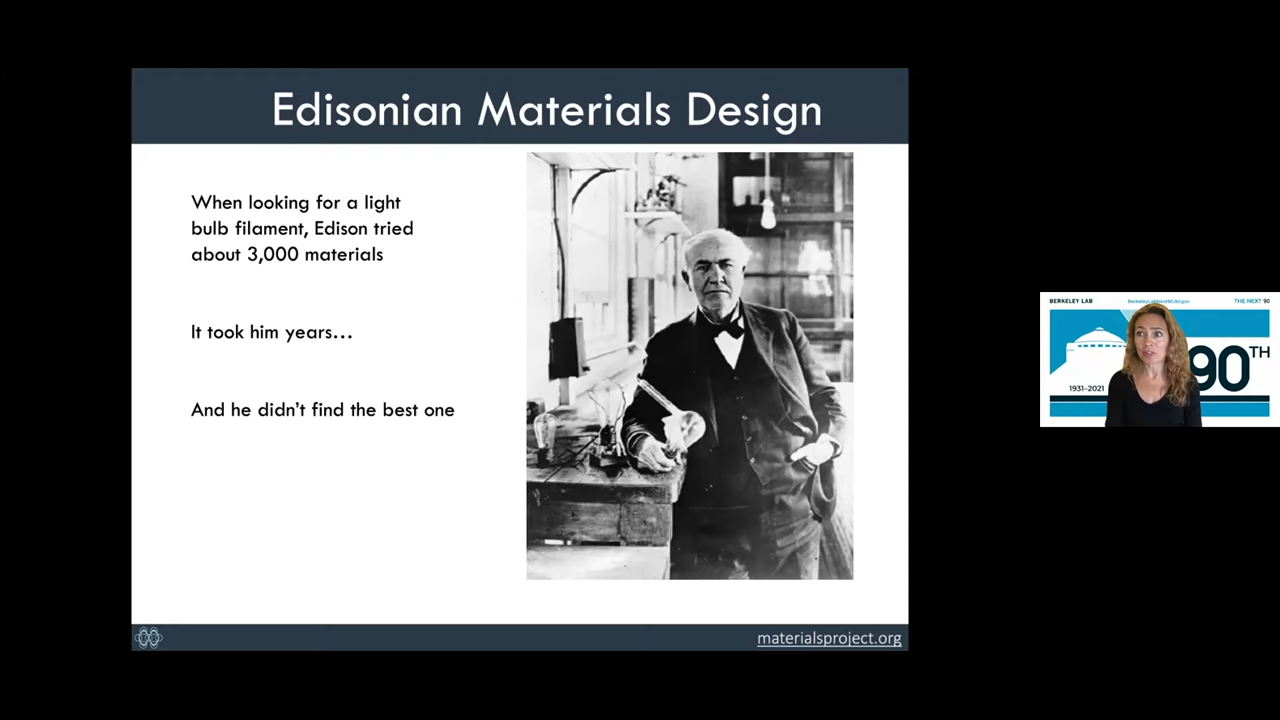 Edisonian Materials Design
When looking for a light
bulb filament, Edison tried
about 3,000 materials
It took him years...
And he didn't find the best one
materialsproject.org
BERKELEY LAB
THE NEXT 90
1931–2021
90TH